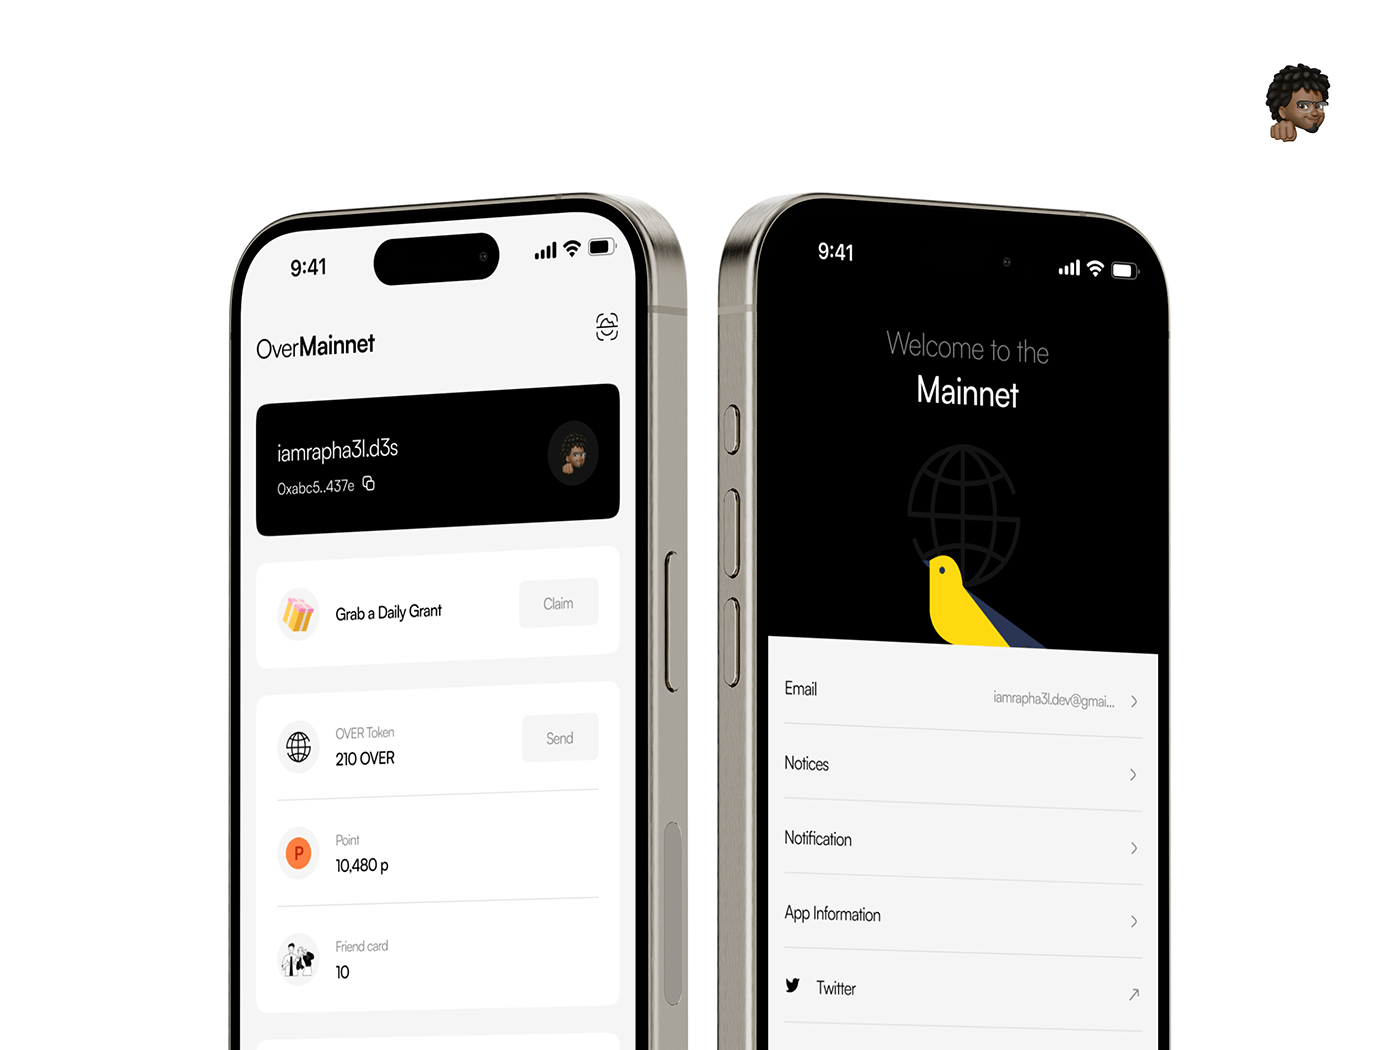 9:41
OverMainnet
iamrapha3l.d3s
0xabc5..437e
Grab a Daily Grant
Claim
OVER Token
210 OVER
Send
P
Point
10,480 p
Friend card
10
9:41
Welcome to the
Mainnet
Email
iamrapha3l.dev@gmai...
Notices
Notification
App Information
Twitter